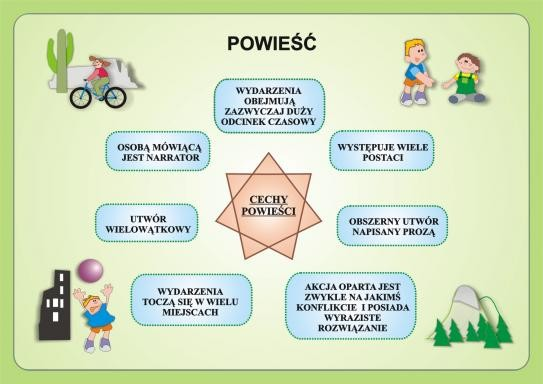 POWIEŚĆ
WYDARZENIA
OBEJMUJĄ
ZAZWYCZAJ DUŻY
ODCINEK CZASOWY
OSOBĄ MÓWIĄCĄ
JEST NARRATOR
WYSTĘPUJE WIELE
POSTACI
CECHY
POWIEŚCI
UTWÓR
WIELOWĄTKOWY
OBSZERNY UTWÓR
NAPISANY PROZĄ
WYDARZENIA
TOCZĄ SIĘ W WIELU
MIEJSCACH
AKCJA OPARTA JEST
ZWYKLE NA JAKIMŚ
KONFLIKCIE I POSIADA
WYRAZISTE
ROZWIĄZANIE